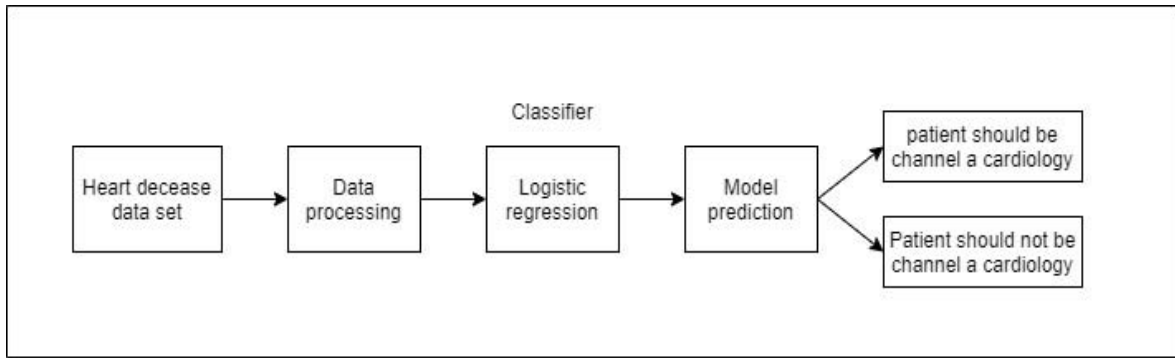 Classifier
Heart decease
data set
Data
processing
Logistic
regression
Model
prediction
patient should be
channel a cardiology
Patient should not be
channel a cardiology